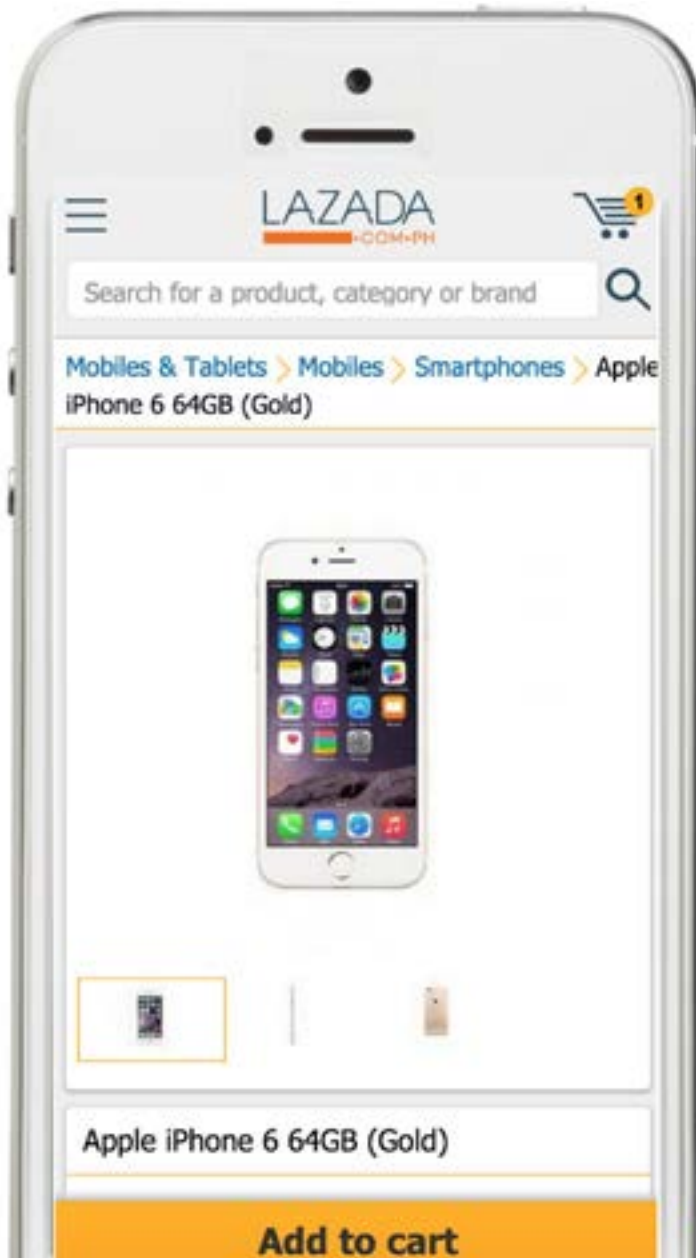 LAZADA
•COM•PH
1
Search for a product, category or brand
Mobiles & Tablets > Mobiles > Smartphones > Apple
iPhone 6 64GB (Gold)
Apple iPhone 6 64GB (Gold)
Add to cart